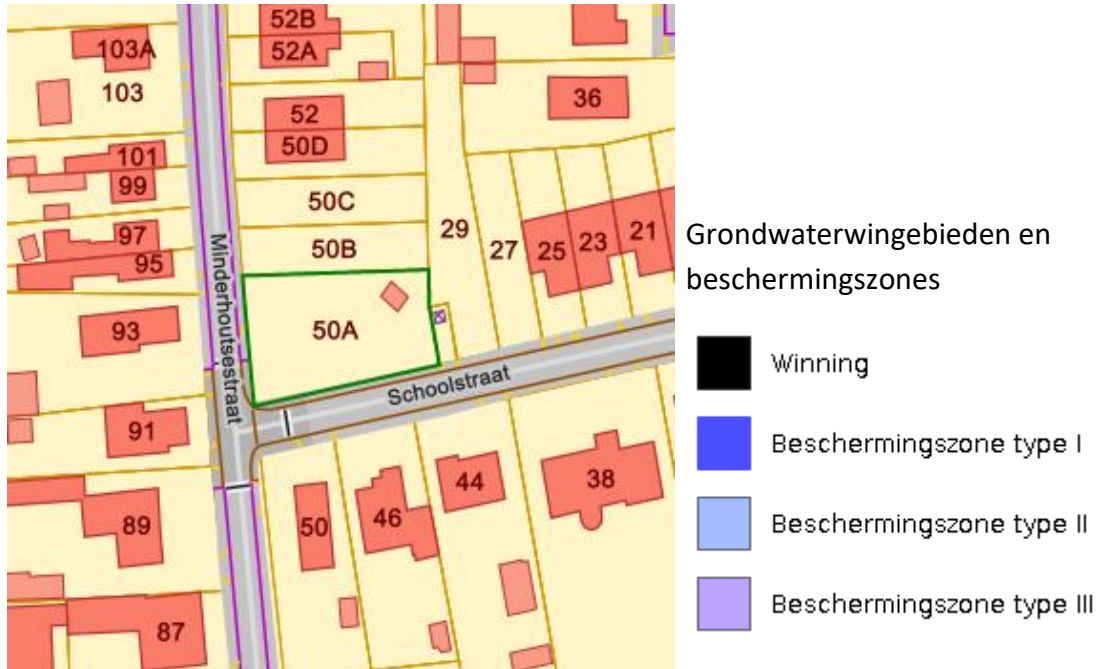 52B
52A
103A
103
36
52
50D
101
99
50C
29
27
25
23
21
97
95
50B
Minderhoutsestraat
93
50A
Schoolstraat
91
44
46
38
50
89
87
Grondwaterwingebieden en
beschermingszones
Winning
Beschermingszone type I
Beschermingszone type II
Beschermingszone type III